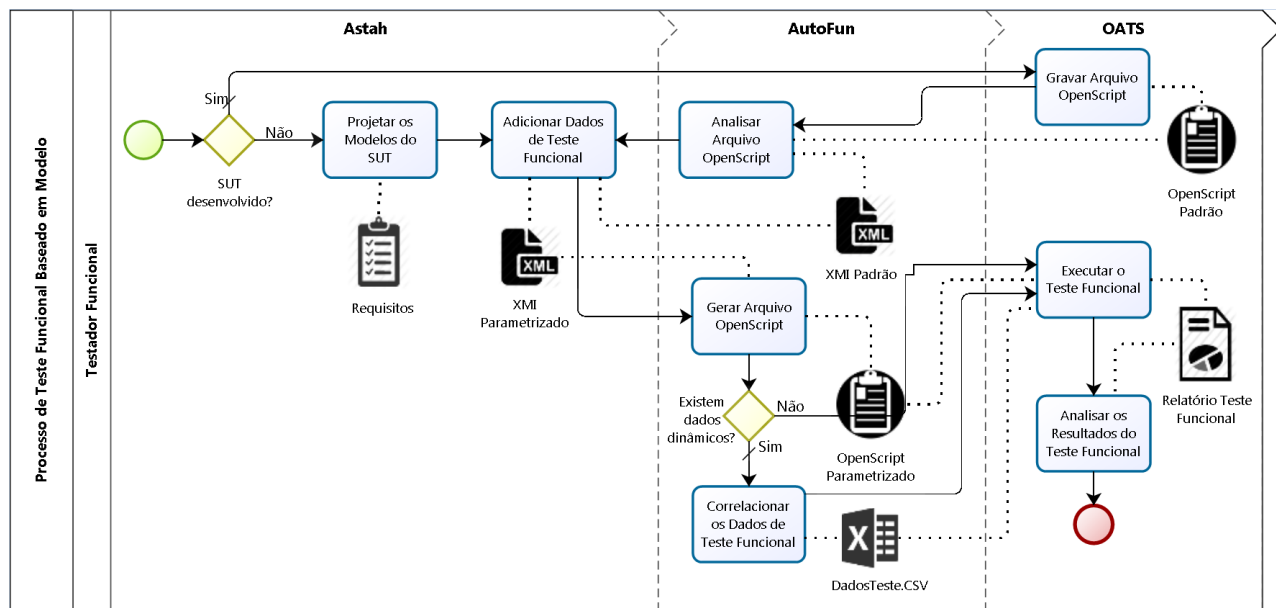 Processo de Teste Funcional Baseado em Modelo
Testador Funcional
Astah
AutoFun
OATS
Sim
Não
SUT
desenvolvido?
Projetar os
Modelos do
SUT
Adicionar Dados
de Teste
Funcional
Analisar
Arquivo
OpenScript
Gravar Arquivo
OpenScript
OpenScript
Padrão
Requisitos
XML
XMI
Parametrizado
XML
XMI Padrão
Gerar Arquivo
OpenScript
Executar o
Teste Funcional
Existem
dados
dinâmicos?
Não
Sim
OpenScript
Parametrizado
Relatório Teste
Funcional
Analisar os
Resultados do
Teste Funcional
Correlacionar
os Dados de
Teste Funcional
X
DadosTeste.CSV